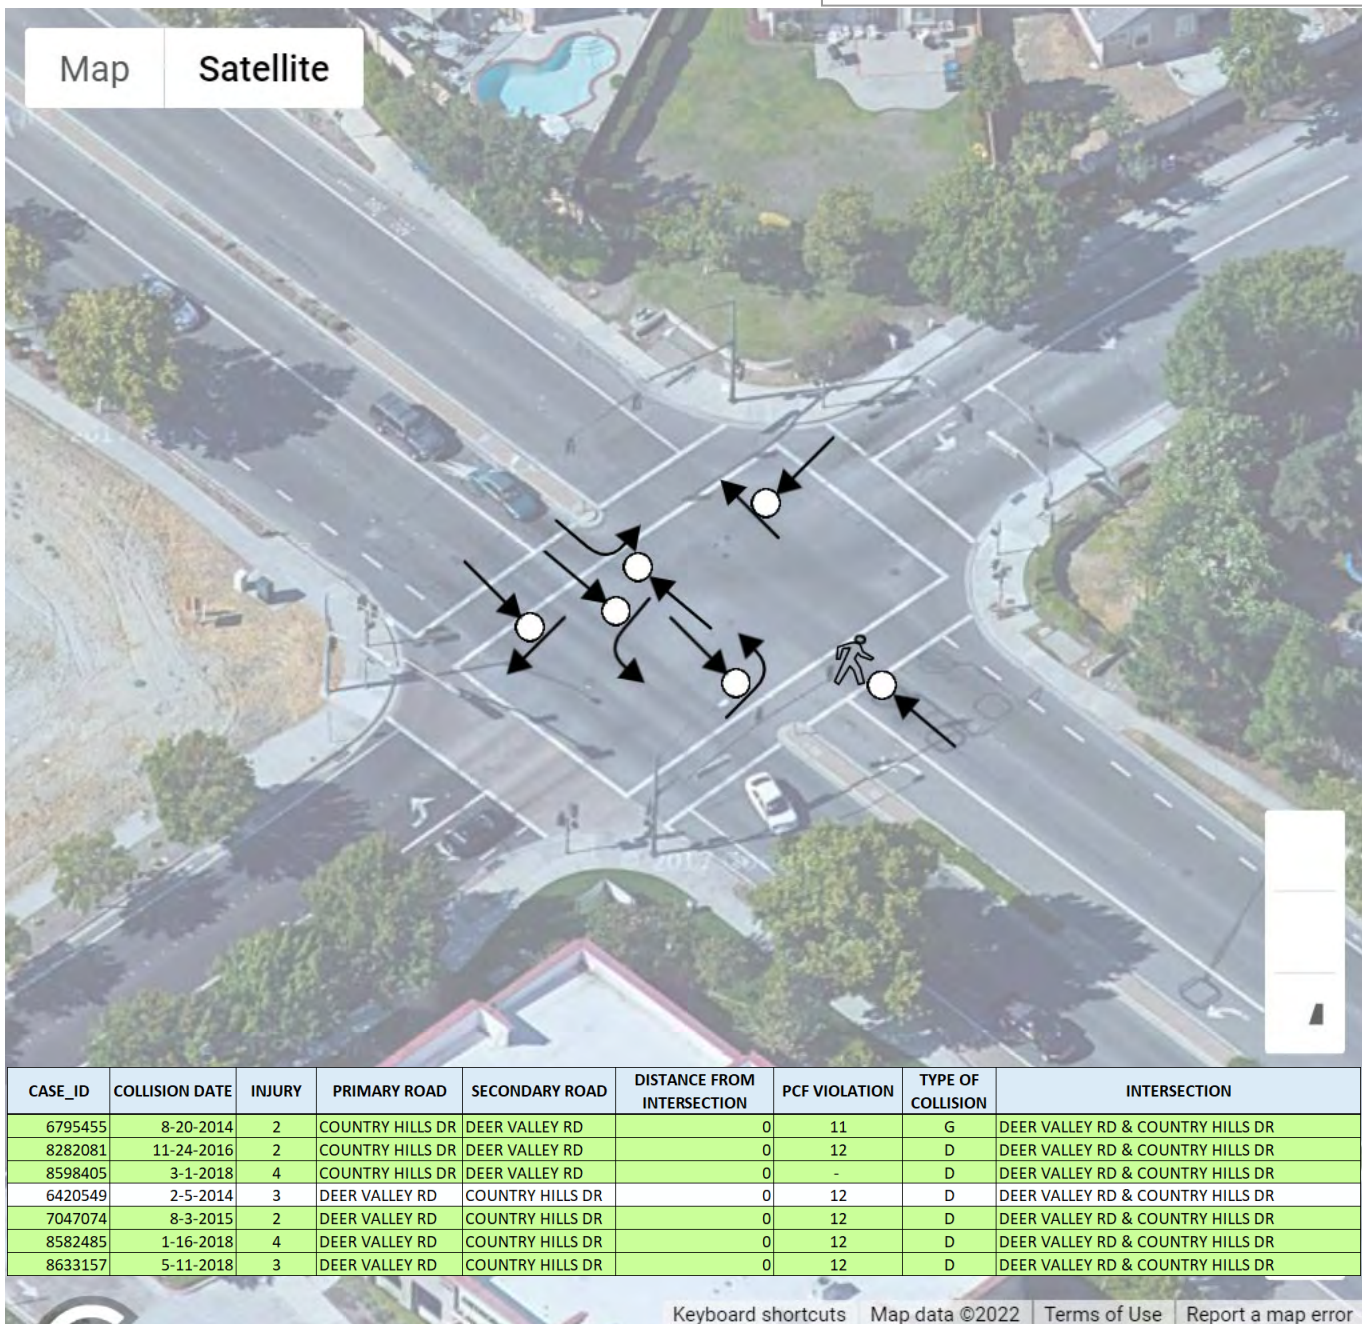 Map Satellite
CASE_ID COLLISION DATE INJURY PRIMARY ROAD SECONDARY ROAD DISTANCE FROM INTERSECTION PCF VIOLATION TYPE OF COLLISION INTERSECTION
6795455 8-20-2014 2 COUNTRY HILLS DR DEER VALLEY RD 0 11 G DEER VALLEY RD & COUNTRY HILLS DR
8282081 11-24-2016 2 COUNTRY HILLS DR DEER VALLEY RD 0 12 D DEER VALLEY RD & COUNTRY HILLS DR
8598405 3-1-2018 4 COUNTRY HILLS DR DEER VALLEY RD 0 - D DEER VALLEY RD & COUNTRY HILLS DR
6420549 2-5-2014 3 DEER VALLEY RD COUNTRY HILLS DR 0 12 D DEER VALLEY RD & COUNTRY HILLS DR
7047074 8-3-2015 2 DEER VALLEY RD COUNTRY HILLS DR 0 12 D DEER VALLEY RD & COUNTRY HILLS DR
8582485 1-16-2018 4 DEER VALLEY RD COUNTRY HILLS DR 0 12 D DEER VALLEY RD & COUNTRY HILLS DR
8633157 5-11-2018 3 DEER VALLEY RD COUNTRY HILLS DR 0 12 D DEER VALLEY RD & COUNTRY HILLS DR
Keyboard shortcuts Map data ©2022 Terms of Use Report a map error